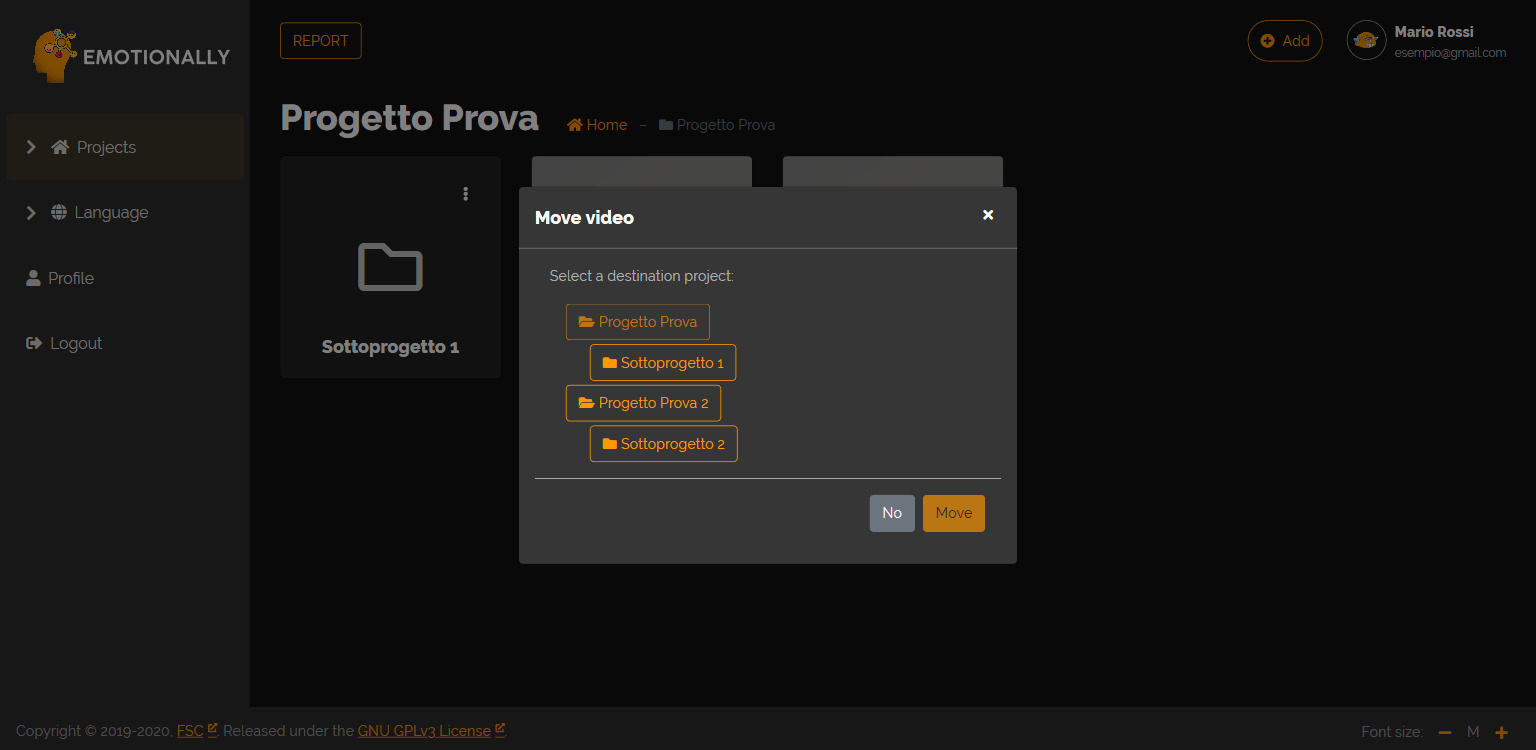 EMOTIONALLY
REPORT
Add
Mario Rossi
esempio@gmail.com
Progetto Prova
Home – Progetto Prova
Projects
Language
Profile
Logout
Sottoprogetto 1
Move video
×
Select a destination project:
Progetto Prova
Sottoprogetto 1
Progetto Prova 2
Sottoprogetto 2
No
Move
Copyright © 2019-2020, FSC. Released under the GNU GPLv3 License.
Font size: M